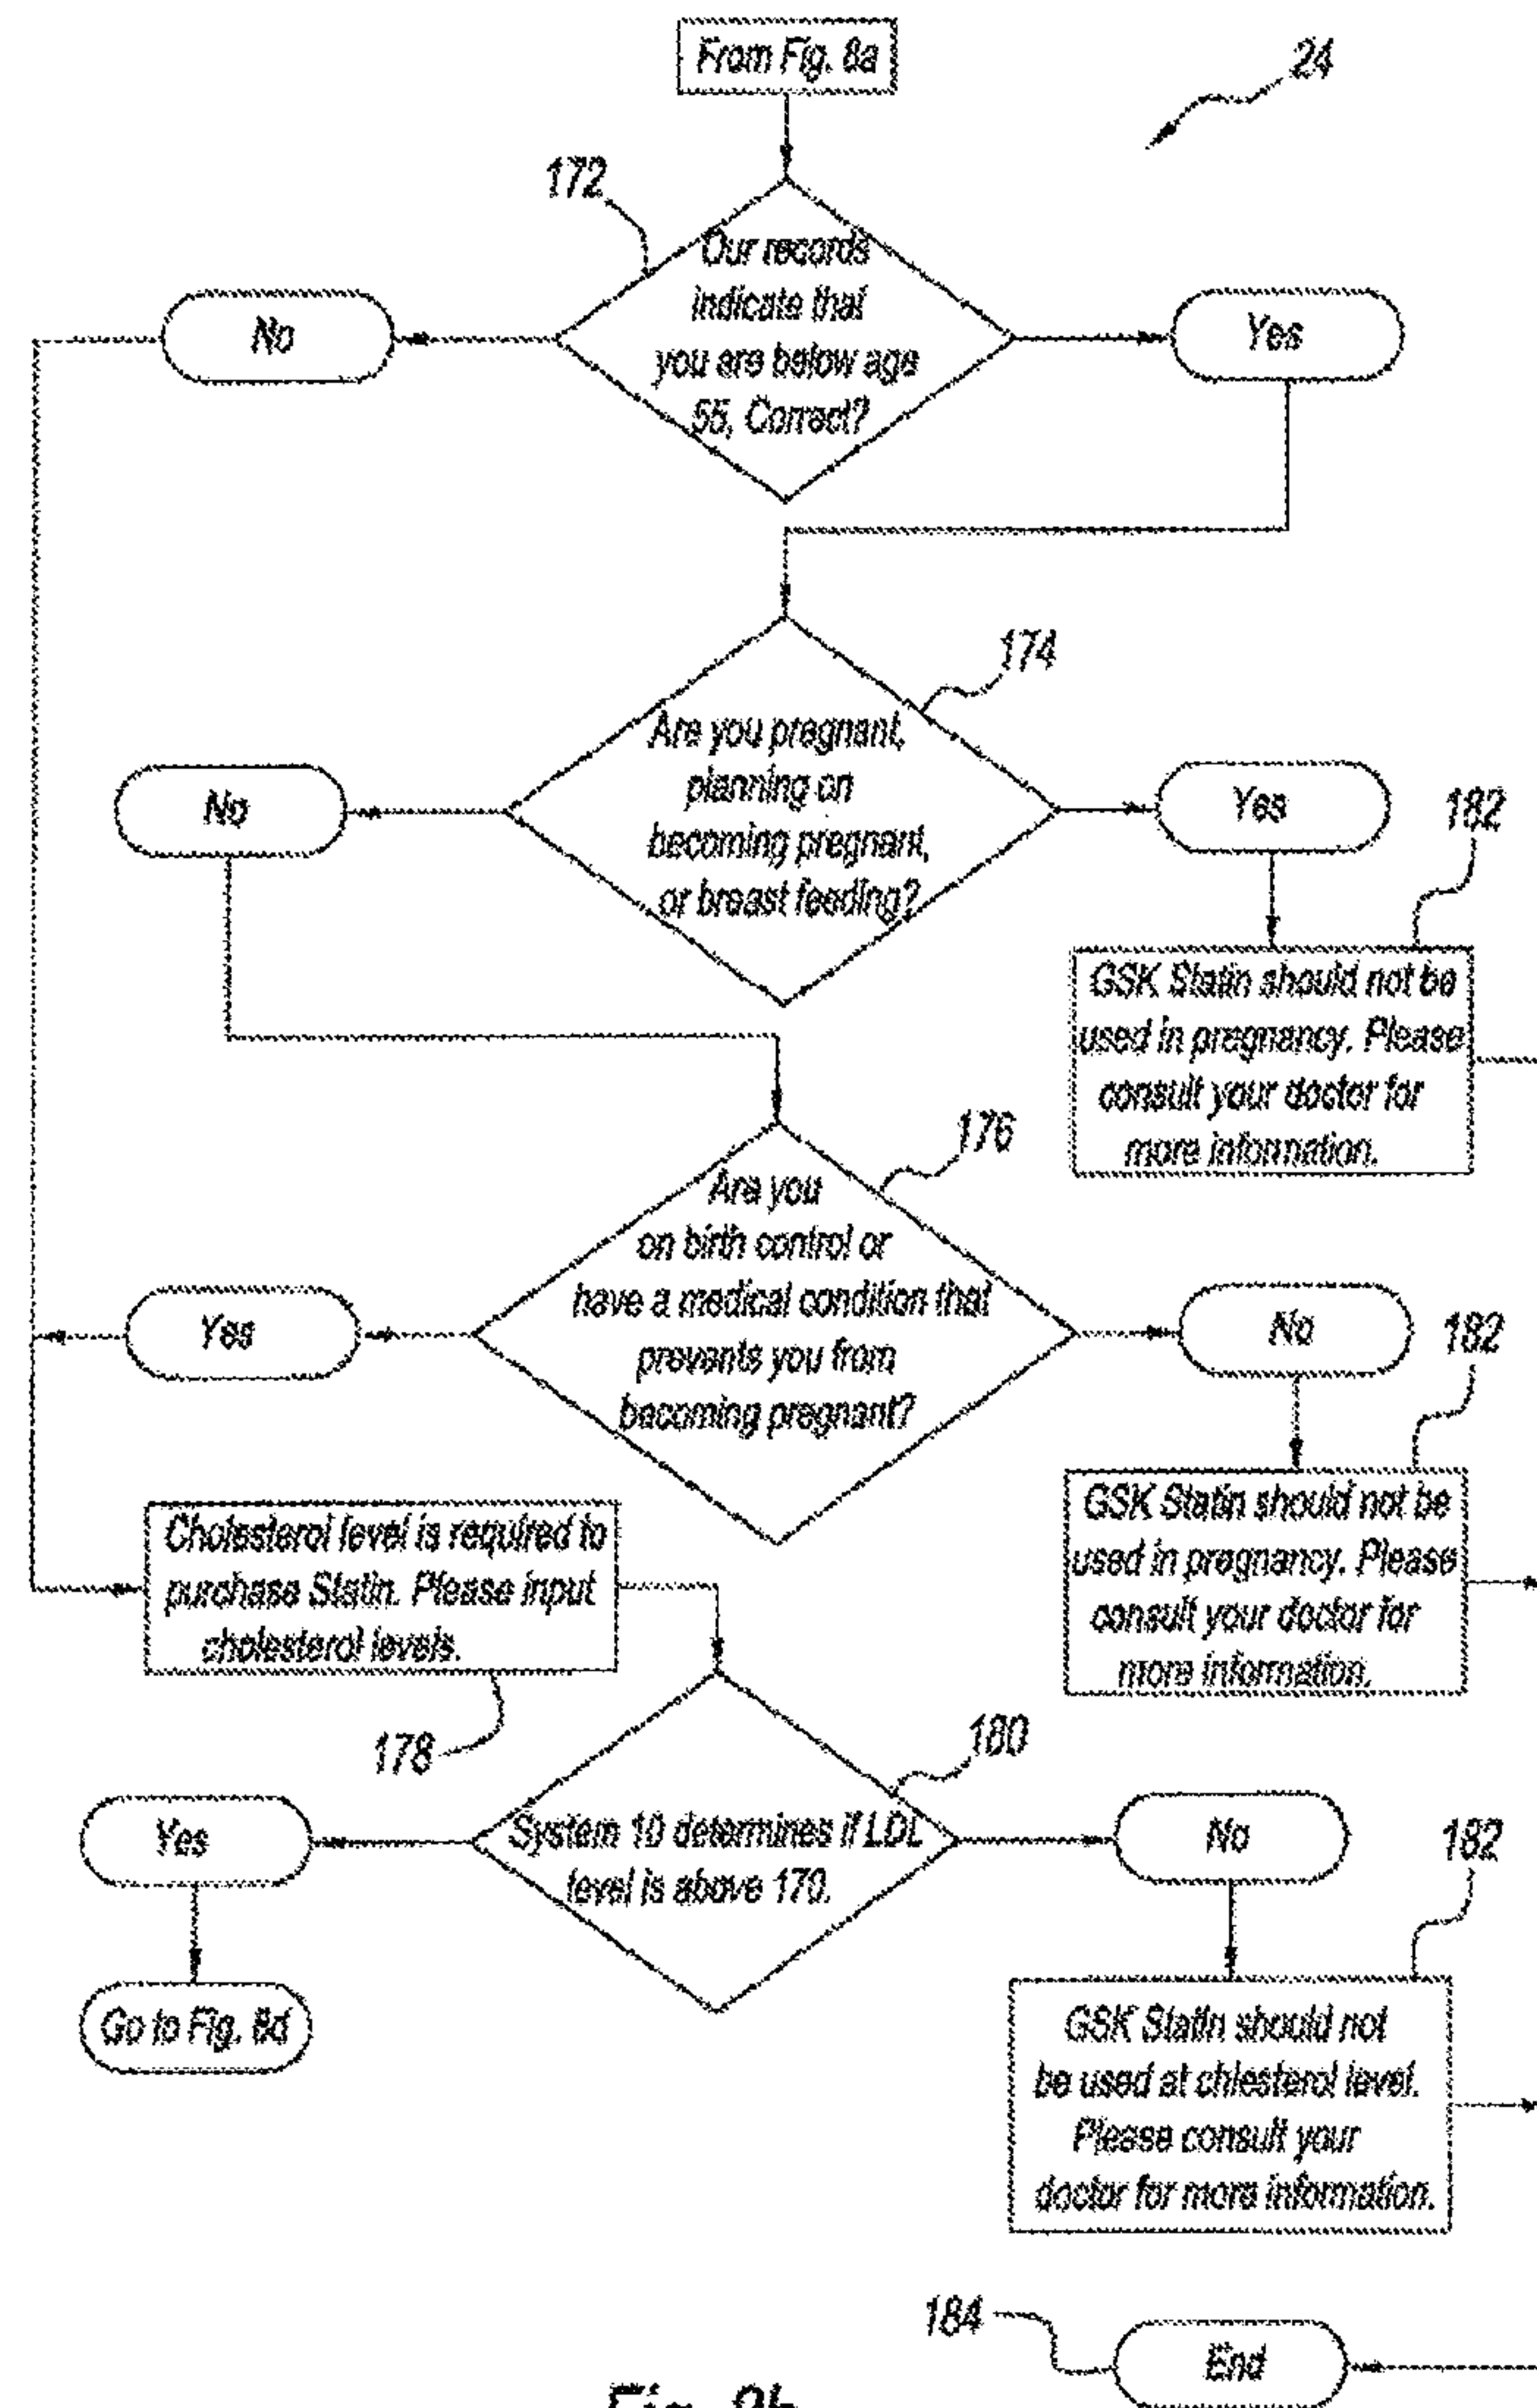 From Fig. 8a
24
172
Our records
indicate that
you are below age
55, Correct?
No
Yes
174
Are you pregnant,
planning on
becoming pregnant,
or breast feeding?
No
Yes
182
GSK Statin should not be
used in pregnancy. Please
consult your doctor for
more information.
176
Are you
on birth control or
have a medical condition that
prevents you from
becoming pregnant?
Yes
No
182
GSK Statin should not be
used in pregnancy. Please
consult your doctor for
more information.
Cholesterol level is required to
purchase Statin. Please input
cholesterol levels.
178
180
System 10 determines if LDL
level is above 170.
Yes
No
182
Go to Fig. 8d
GSK Statin should not
be used at chlesterol level.
Please consult your
doctor for more information.
184
End